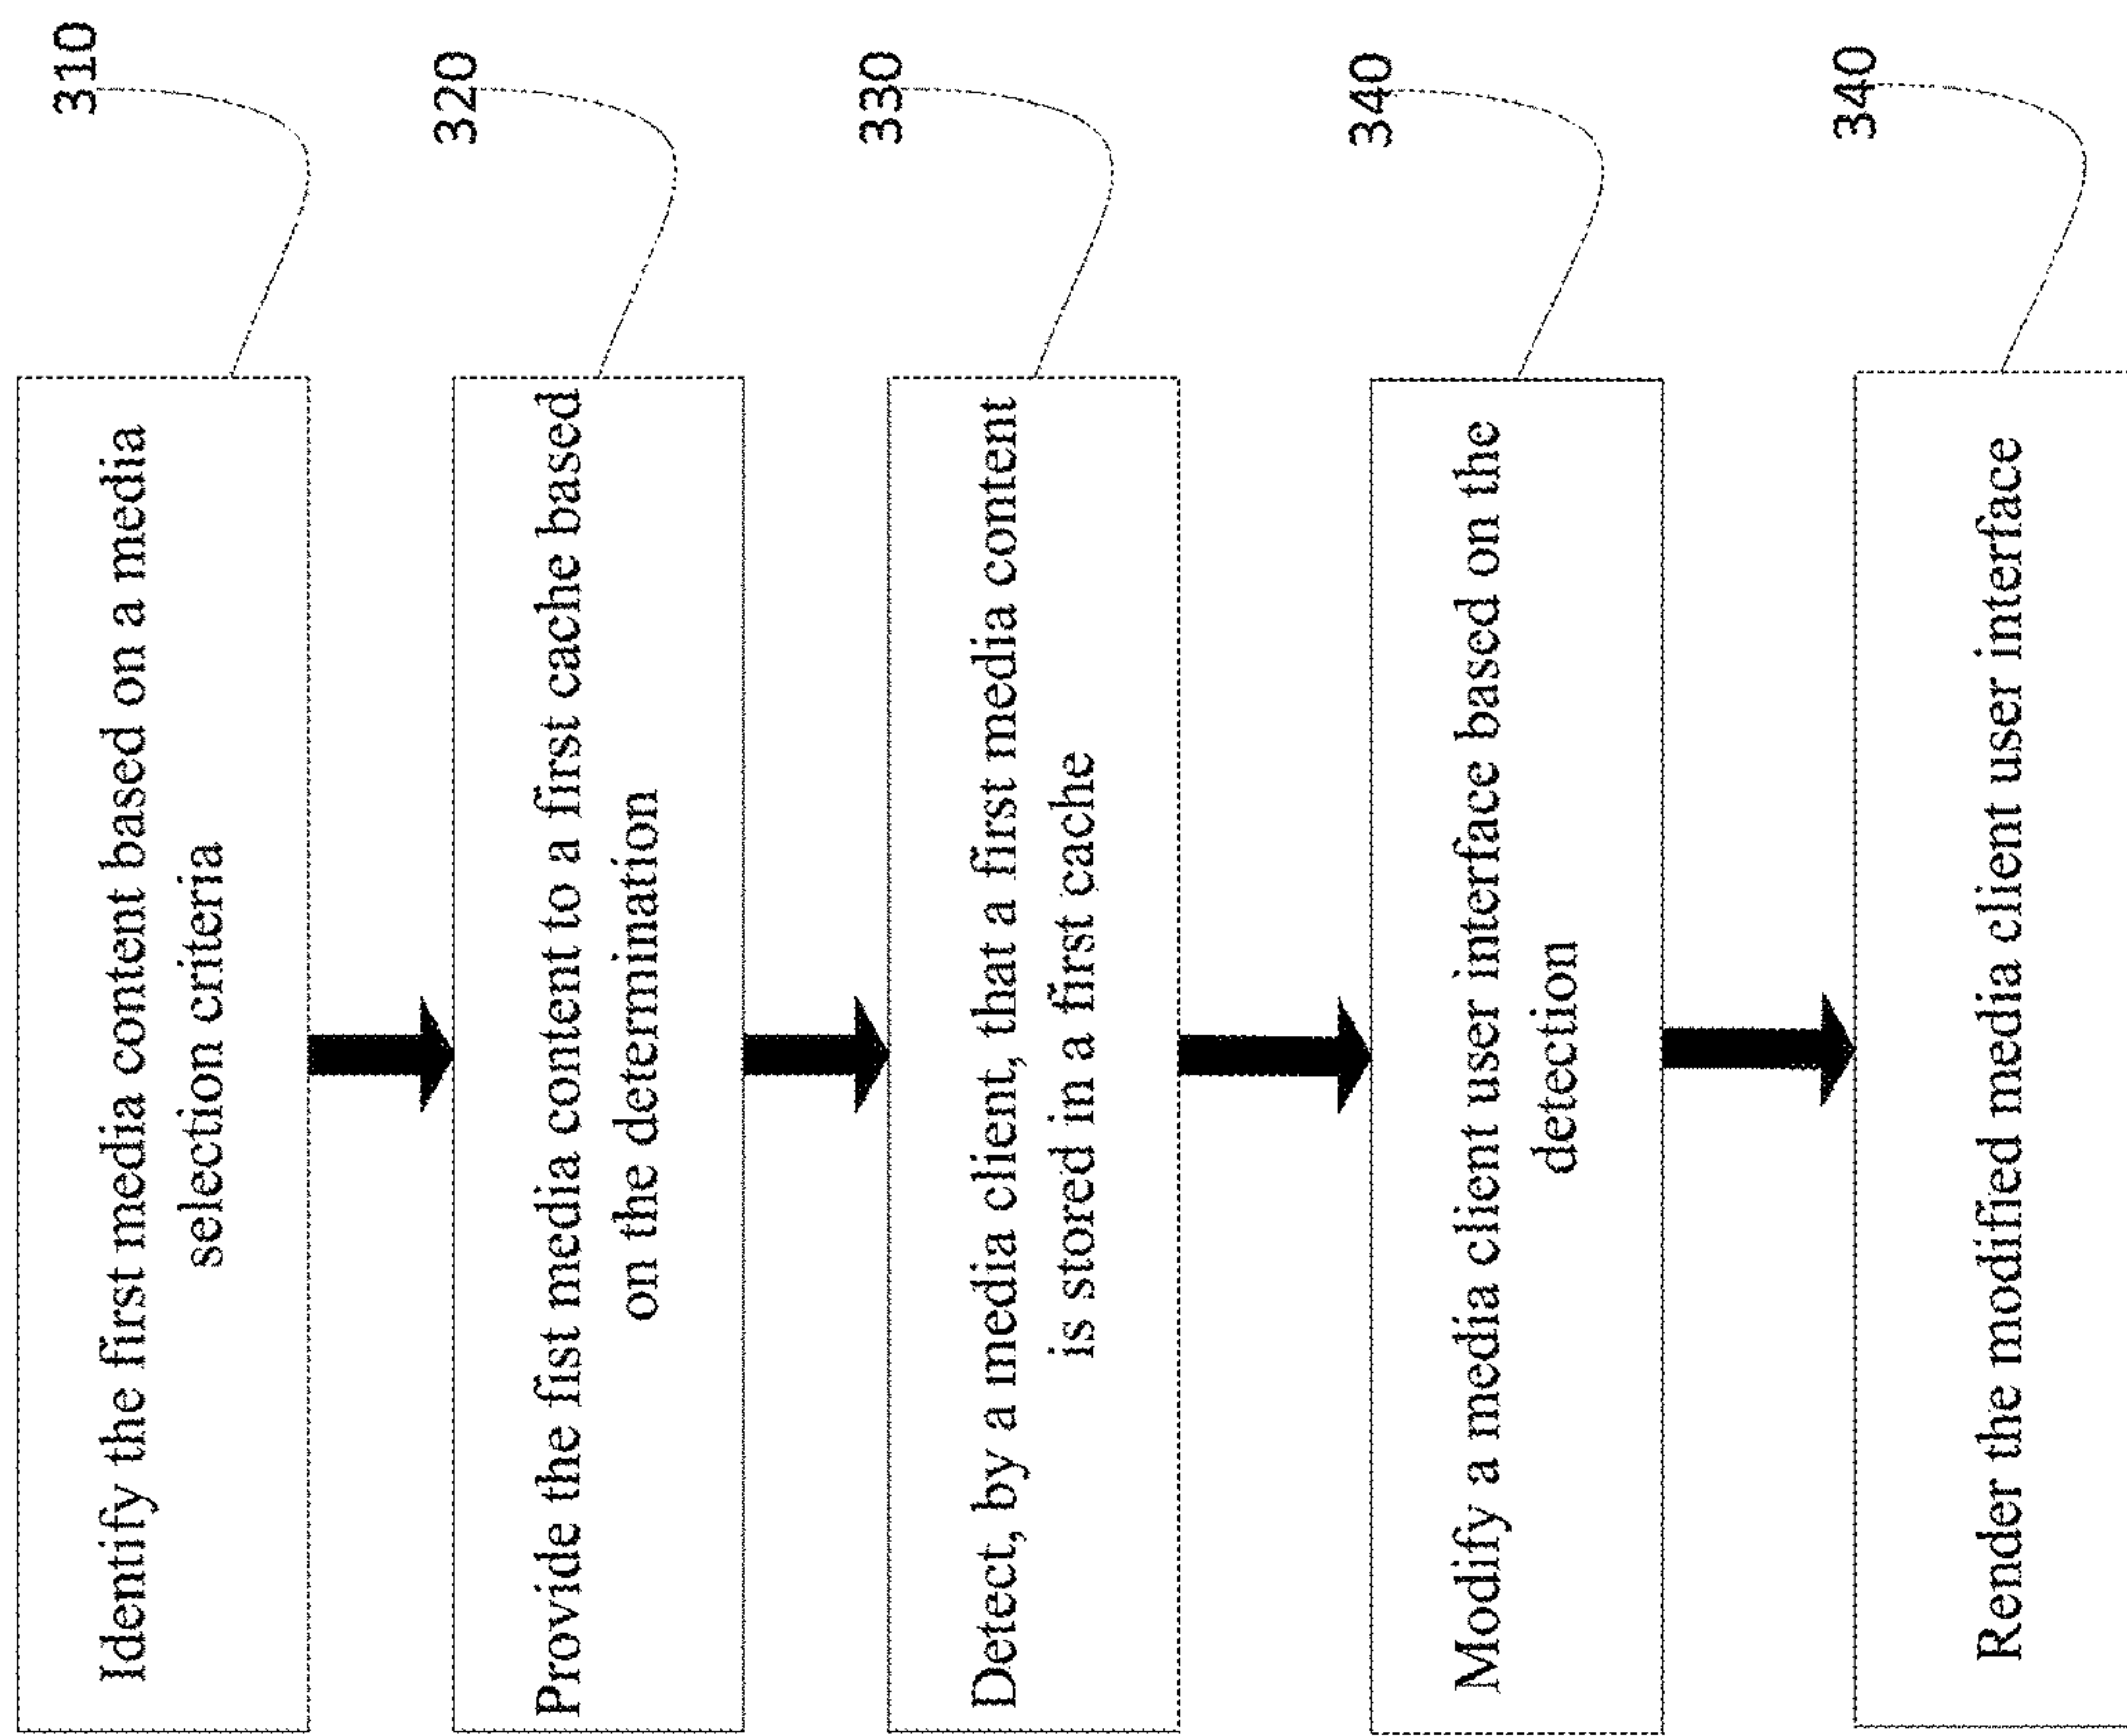 310
Identify the first media content based on a media
selection criteria
320
Provide the fist media content to a first cache based
on the determination
330
Detect, by a media client, that a first media content
is stored in a first cache
340
Modify a media client user interface based on the
detection
340
Render the modified media client user interface